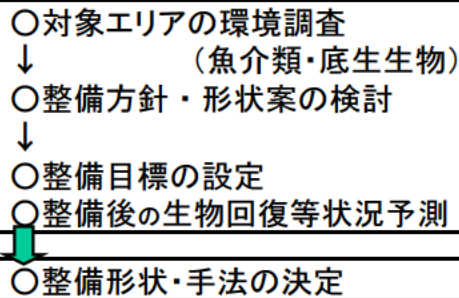 ○対象エリアの環境調査
↓ （魚介類・底生生物）
○整備方針・形状案の検討
↓
○整備目標の設定
○整備後の生物回復等状況予測
○整備形状・手法の決定